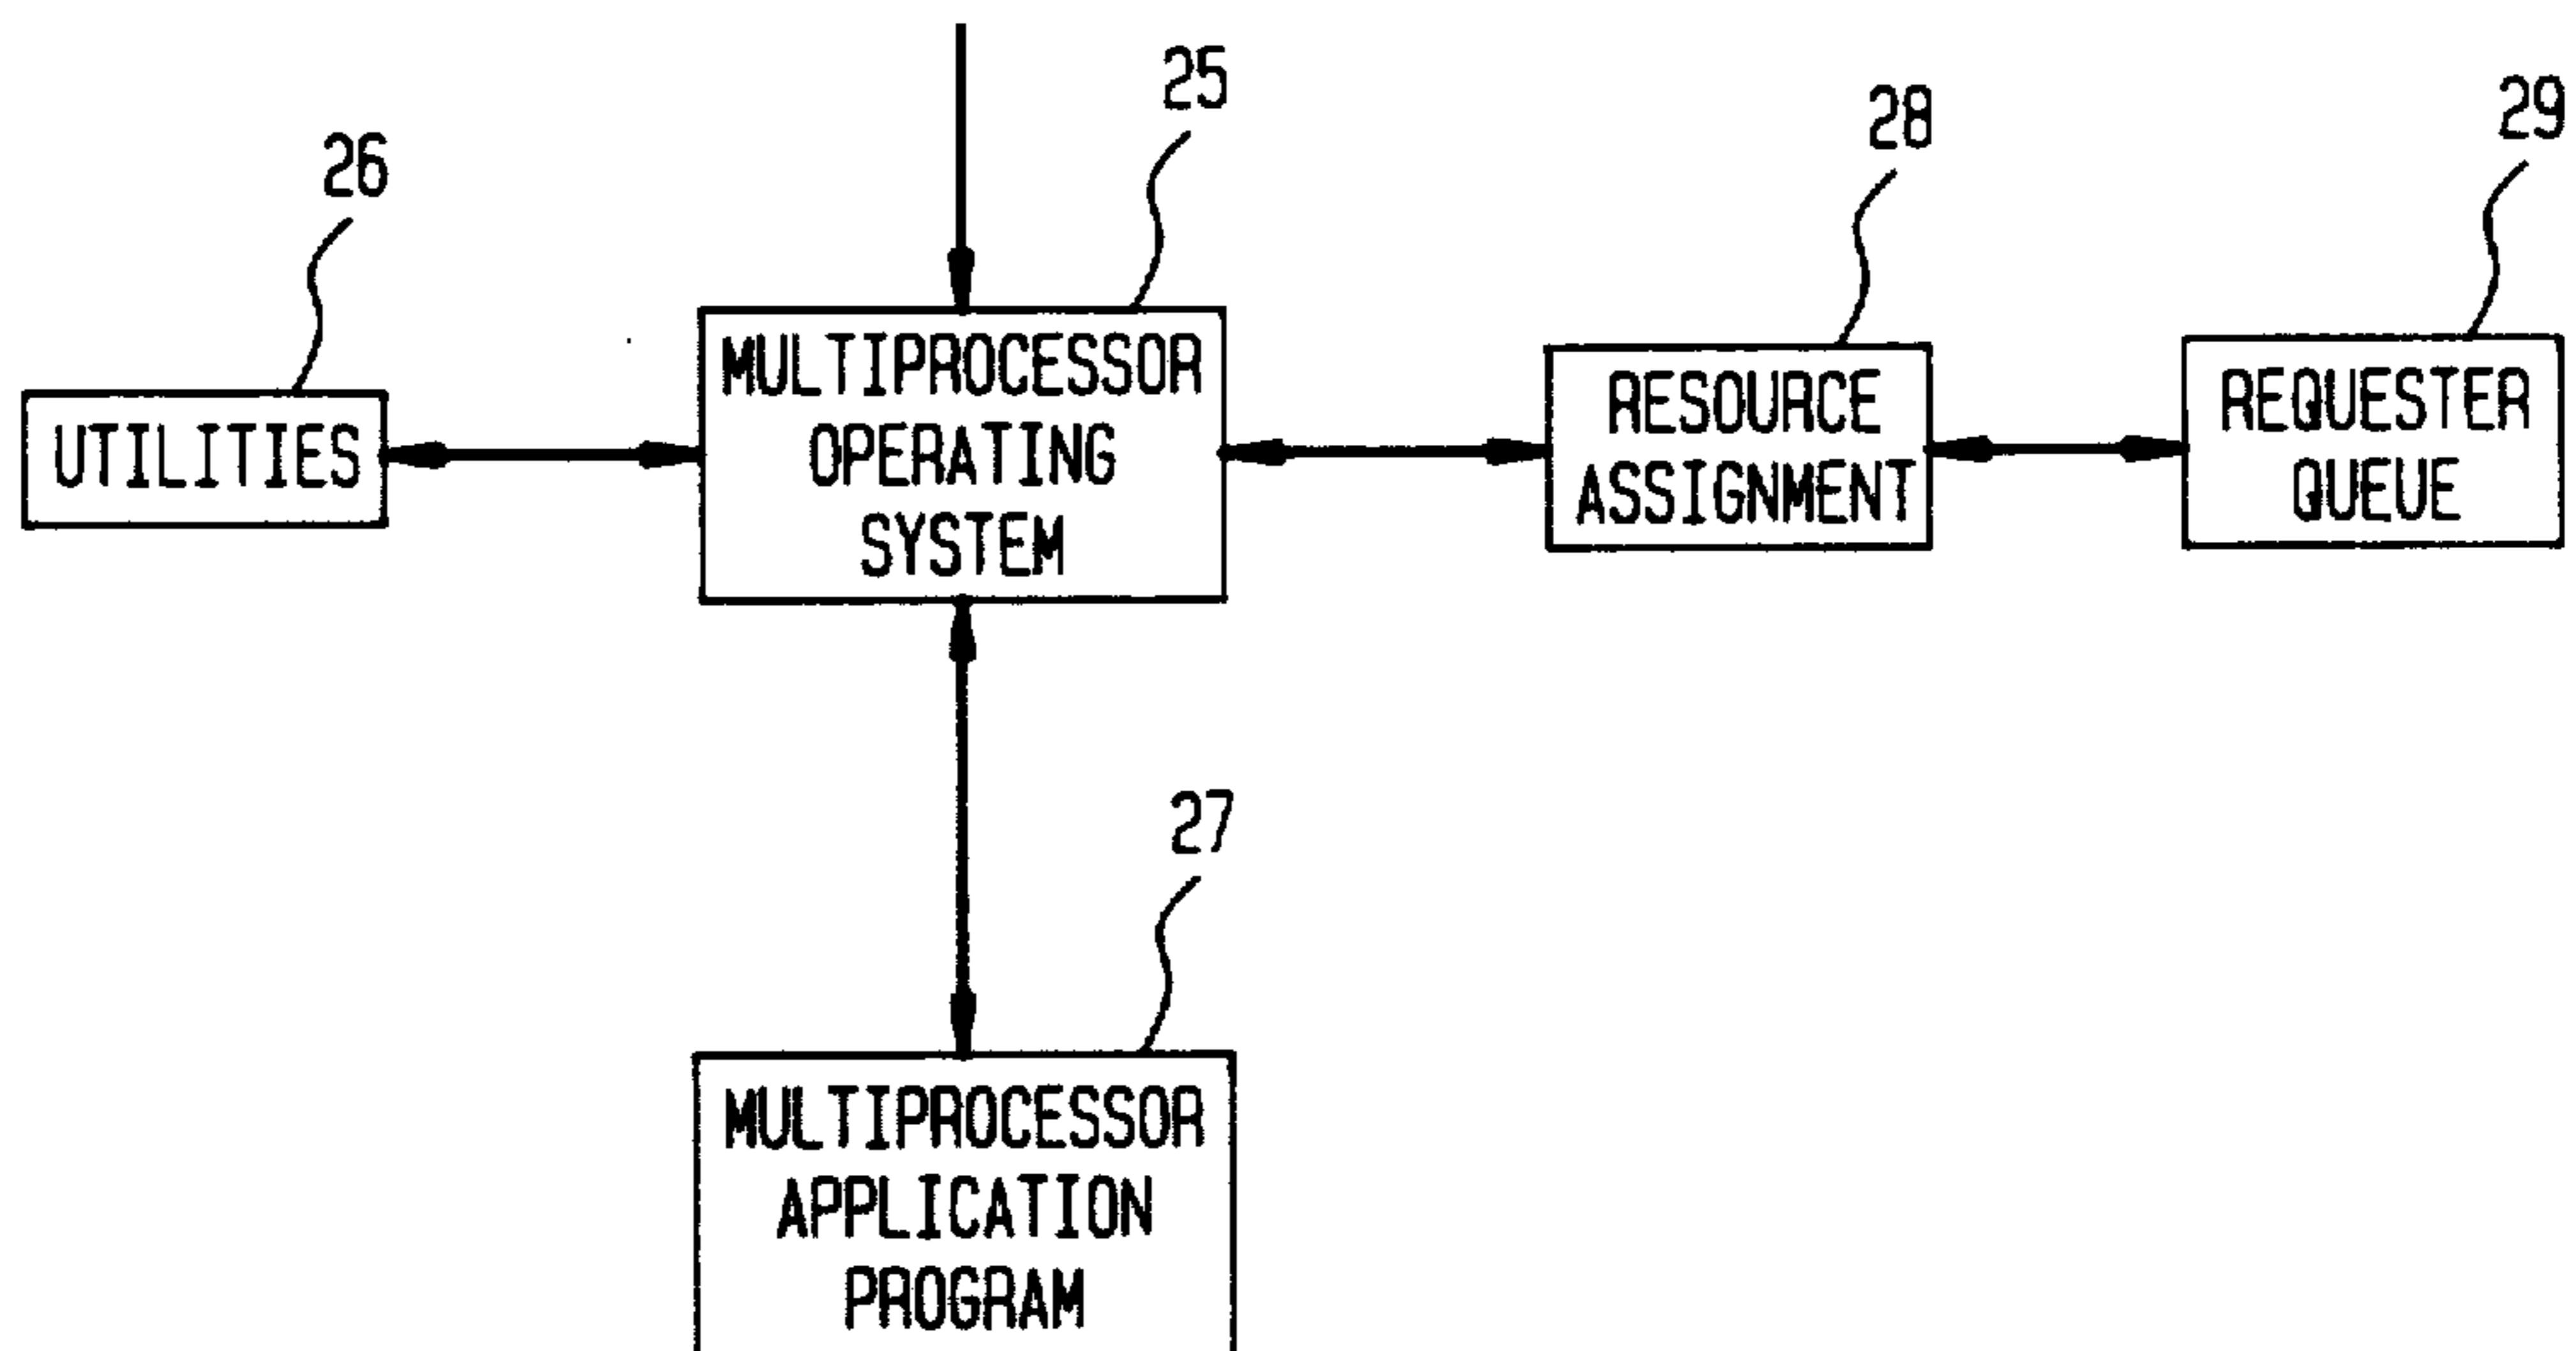 25
26
28
29
UTILITIES
MULTIPROCESSOR
OPERATING
SYSTEM
RESOURCE
ASSIGNMENT
REQUESTER
QUEUE
27
MULTIPROCESSOR
APPLICATION
PROGRAM